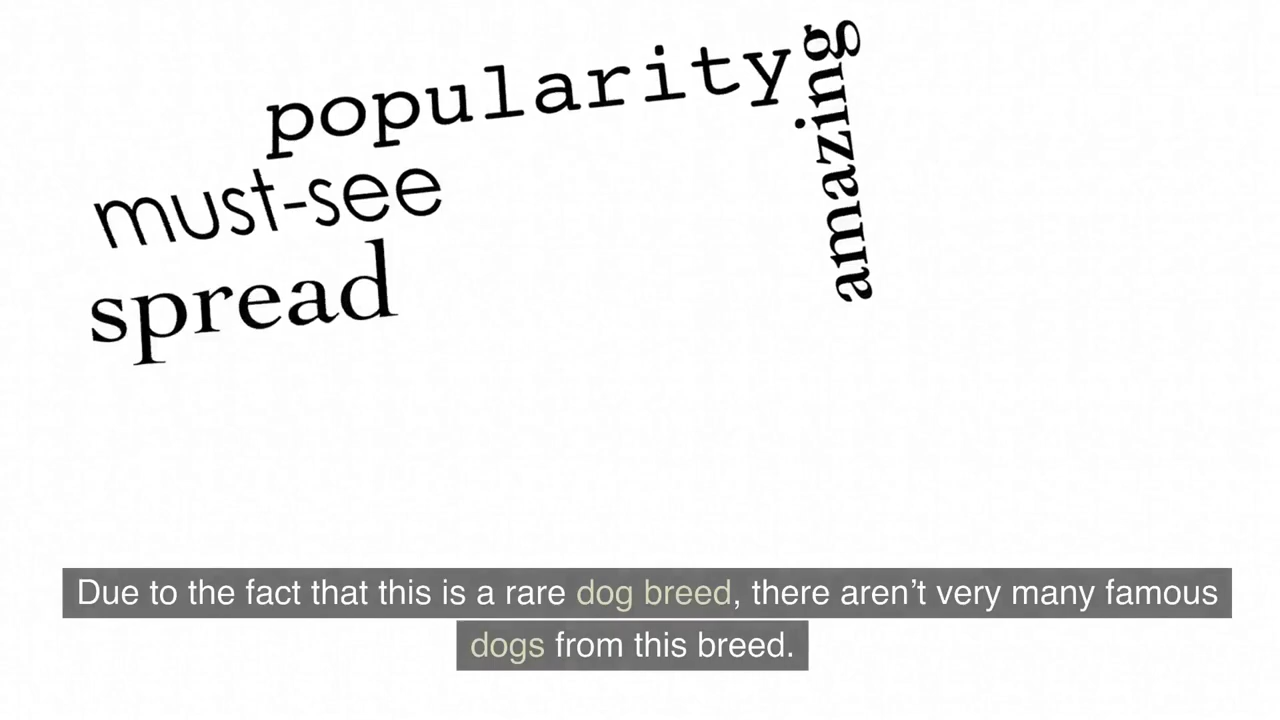 popularity
amazing
must-see
spread
Due to the fact that this is a rare dog breed, there aren’t very many famous
dogs from this breed.